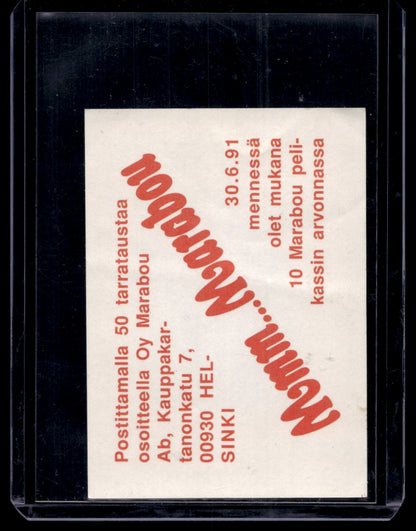 Postittamalla 50 tarrataustaa
osoitteella Oy Marabou
Ab, Kauppakar-
tanonkatu 7,
00930 HEL-
SINKI
Mmmm...Marabou
30.6.91
mennessä
olet mukana
10 Marabou peli-
kassin arvonnassa